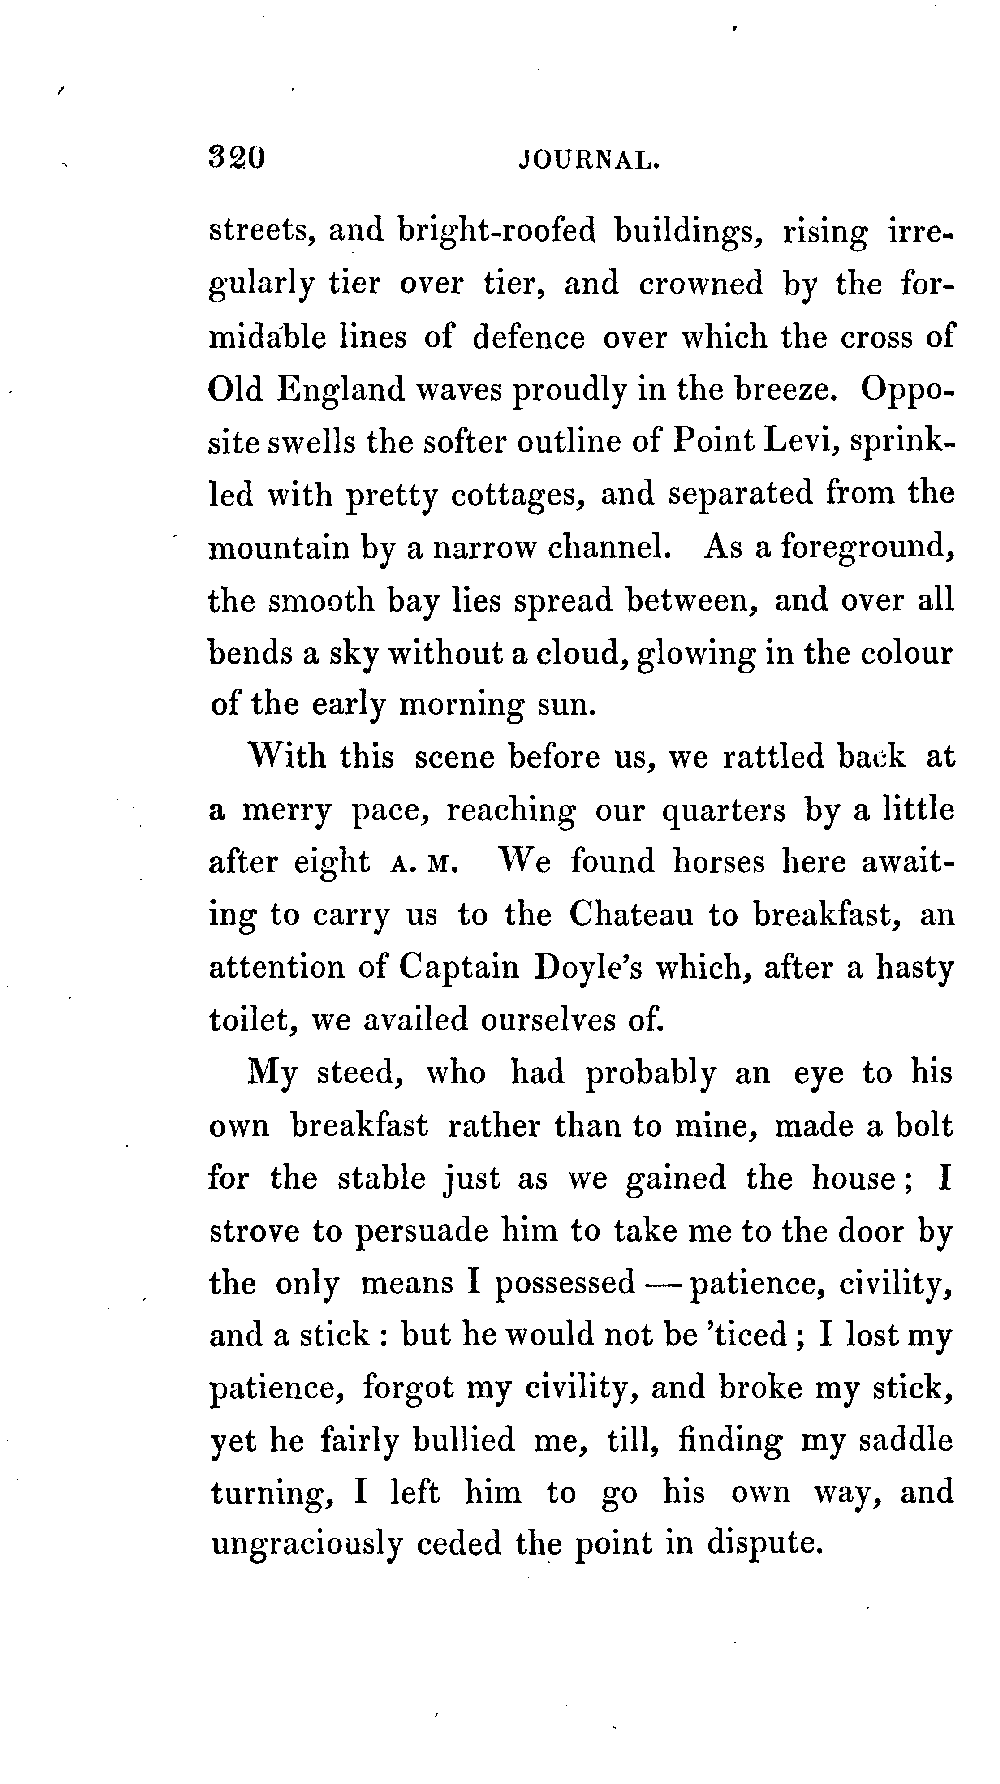 320 JOURNAL.
streets, and bright-roofed buildings, rising irre-
gularly tier over tier, and crowned by the for-
midable lines of defence over which the cross of
Old England waves proudly in the breeze. Oppo-
site swells the softer outline of Point Levi, sprink-
led with pretty cottages, and separated from the
mountain by a narrow channel. As a foreground,
the smooth bay lies spread between, and over all
bends a sky without a cloud, glowing in the colour
of the early morning sun.
With this scene before us, we rattled back at
a merry pace, reaching our quarters by a little
after eight A. M. We found horses here await-
ing to carry us to the Chateau to breakfast, an
attention of Captain Doyle's which, after a hasty
toilet, we availed ourselves of.
My steed, who had probably an eye to his
own breakfast rather than to mine, made a bolt
for the stable just as we gained the house; I
strove to persuade him to take me to the door by
the only means I possessed — patience, civility,
and a stick : but he would not be 'ticed ; I lost my
patience, forgot my civility, and broke my stick,
yet he fairly bullied me, till, finding my saddle
turning, I left him to go his own way, and
ungraciously ceded the point in dispute.